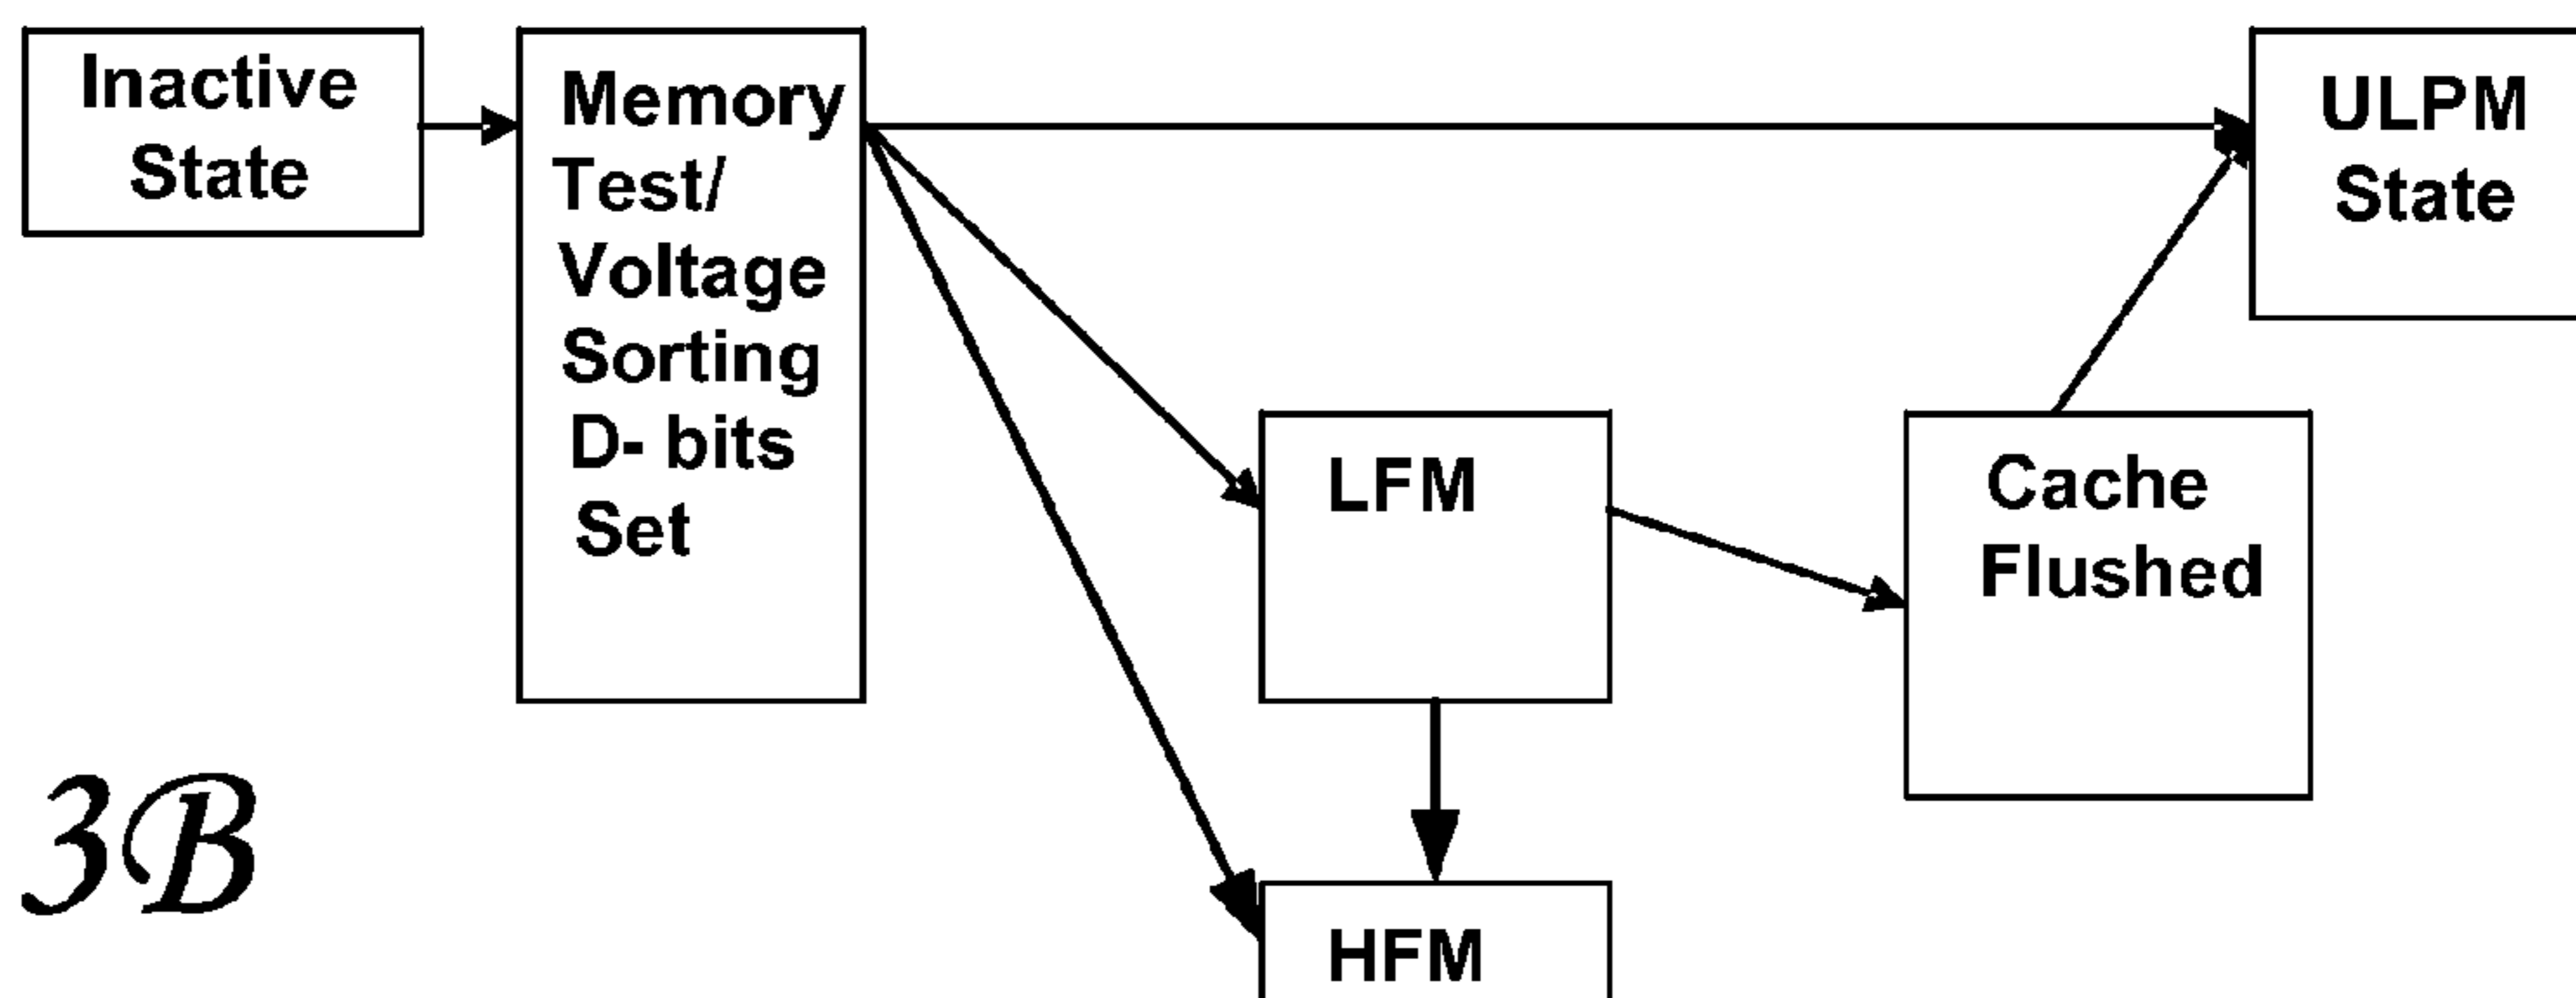 Inactive
State
Memory
Test/
Voltage
Sorting
D- bits
Set
ULPM
State
LFM
Cache
Flushed
HFM
3B